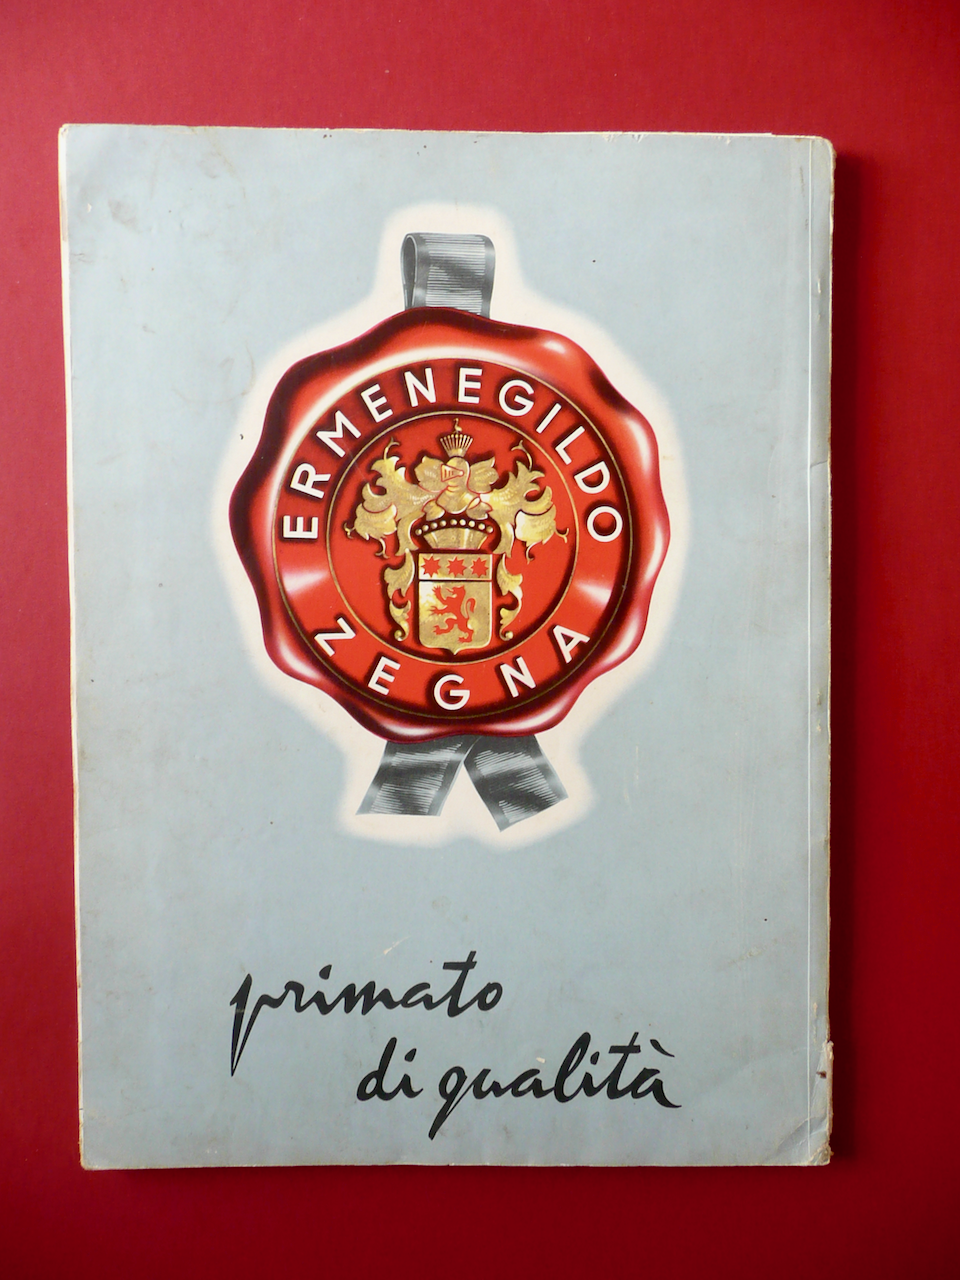 ERMENEGILDO
ZEGNA
primato
di qualità